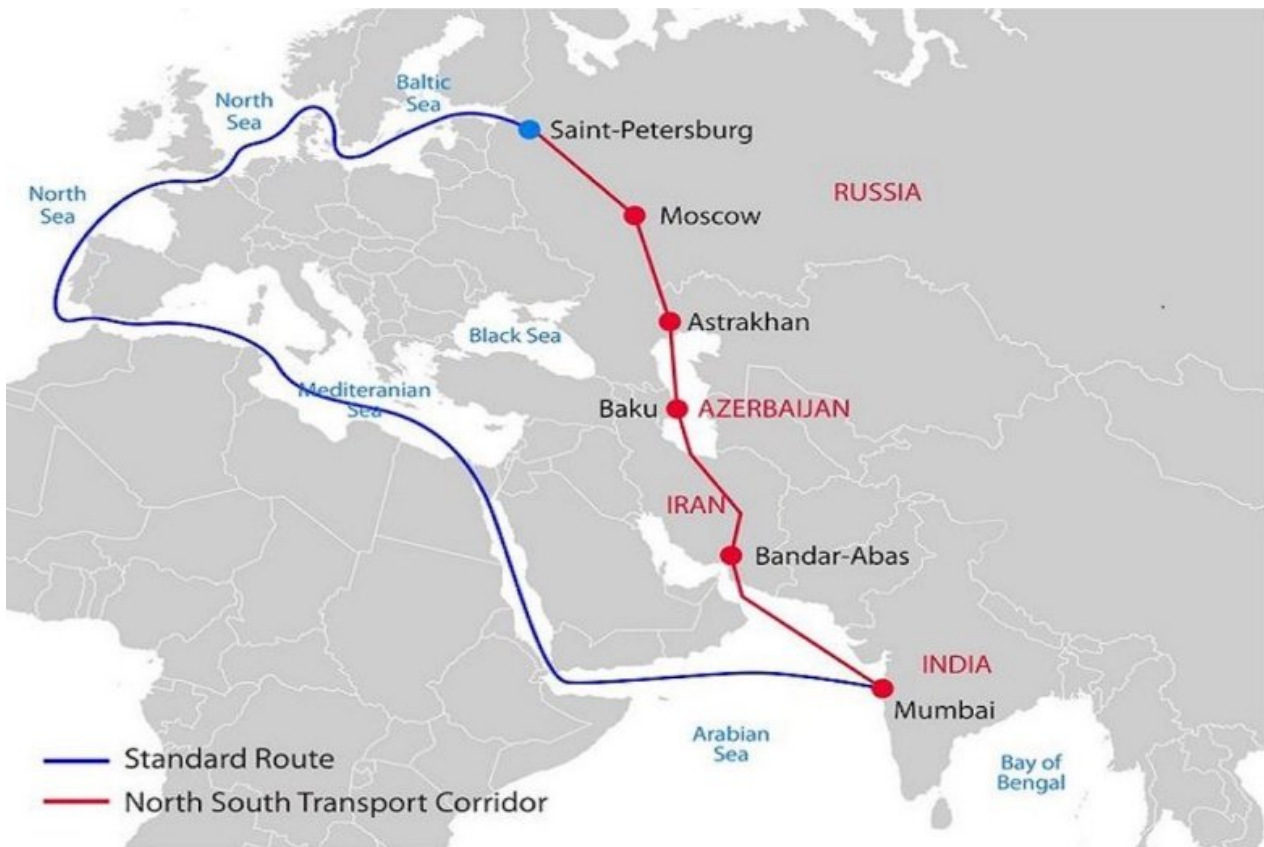 Baltic
Sea
North
Sea
Saint-Petersburg
North
Sea
RUSSIA
Moscow
Astrakhan
Black Sea
Mediteranian
Sea
Baku
AZERBAIJAN
IRAN
Bandar-Abas
INDIA
Mumbai
Arabian
Sea
Bay of
Bengal
Standard Route
North South Transport Corridor